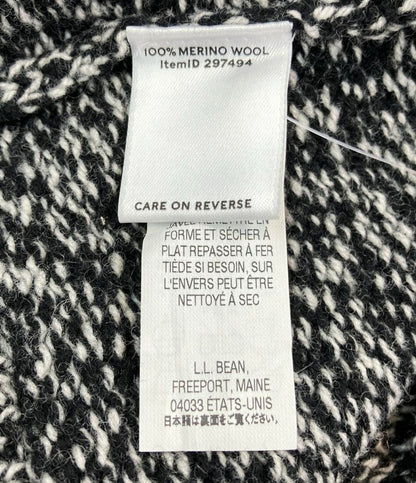 100% MERINO WOOL
ItemID 297494
CARE ON REVERSE
FORME ET SÉCHER À
PLAT REPASSER À FER
TIÈDE SI BESOIN, SUR
L'ENVERS PEUT ÊTRE
NETTOYÉ À SEC
L.L. BEAN,
FREEPORT, MAINE
04033 ÉTATS-UNIS
日本語は裏面をご覧ください。